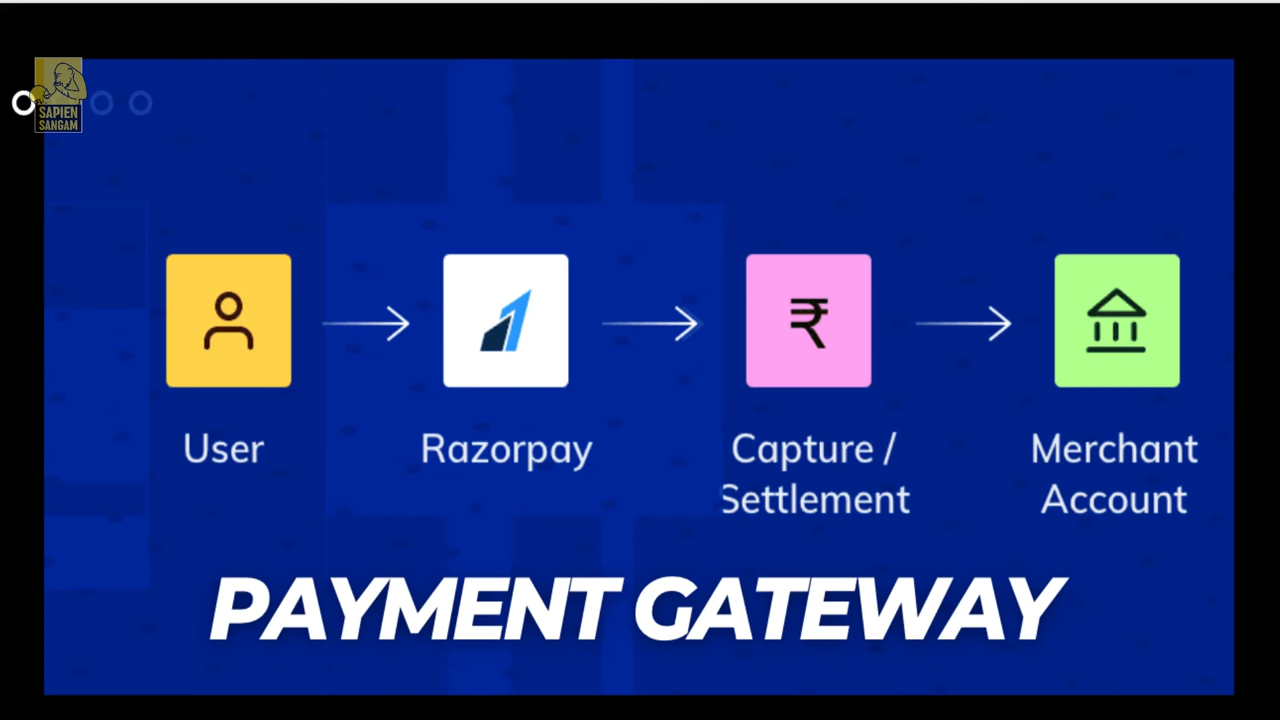 SAPIEN
SANGAM
User
Razorpay
Capture /
Settlement
Merchant
Account
₹
PAYMENT GATEWAY